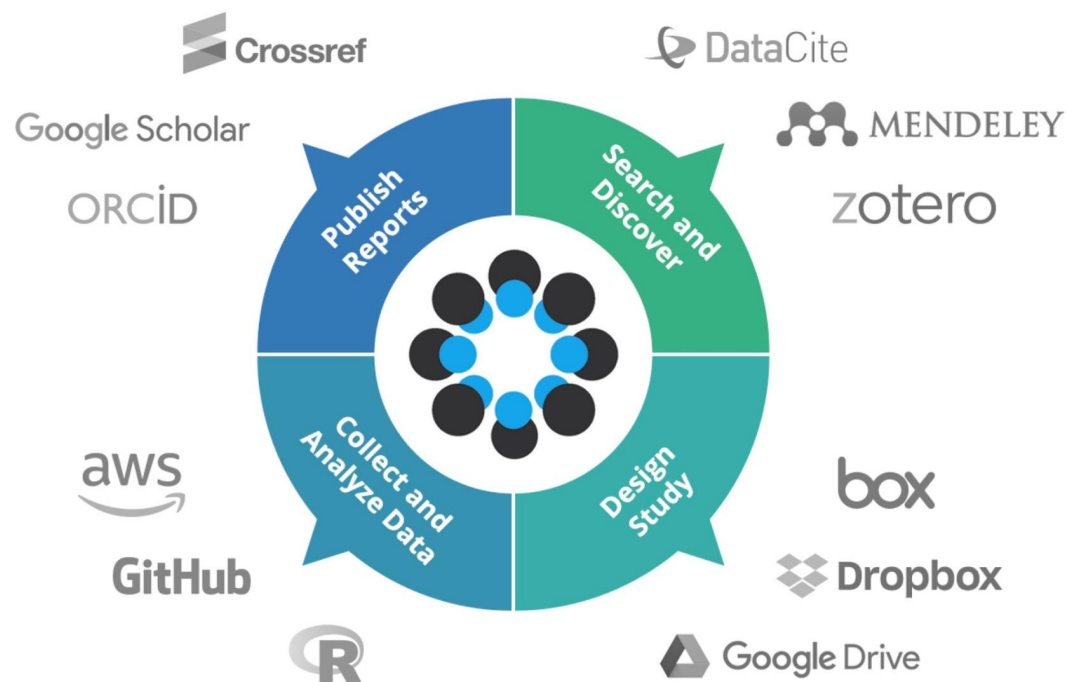 Crossref
DataCite
Google Scholar
MENDELEY
ORCID
zotero
Publish
Reports
Search and
Discover
Collect and
Analyze Data
Design
Study
aws
box
GitHub
Dropbox
R
Google Drive